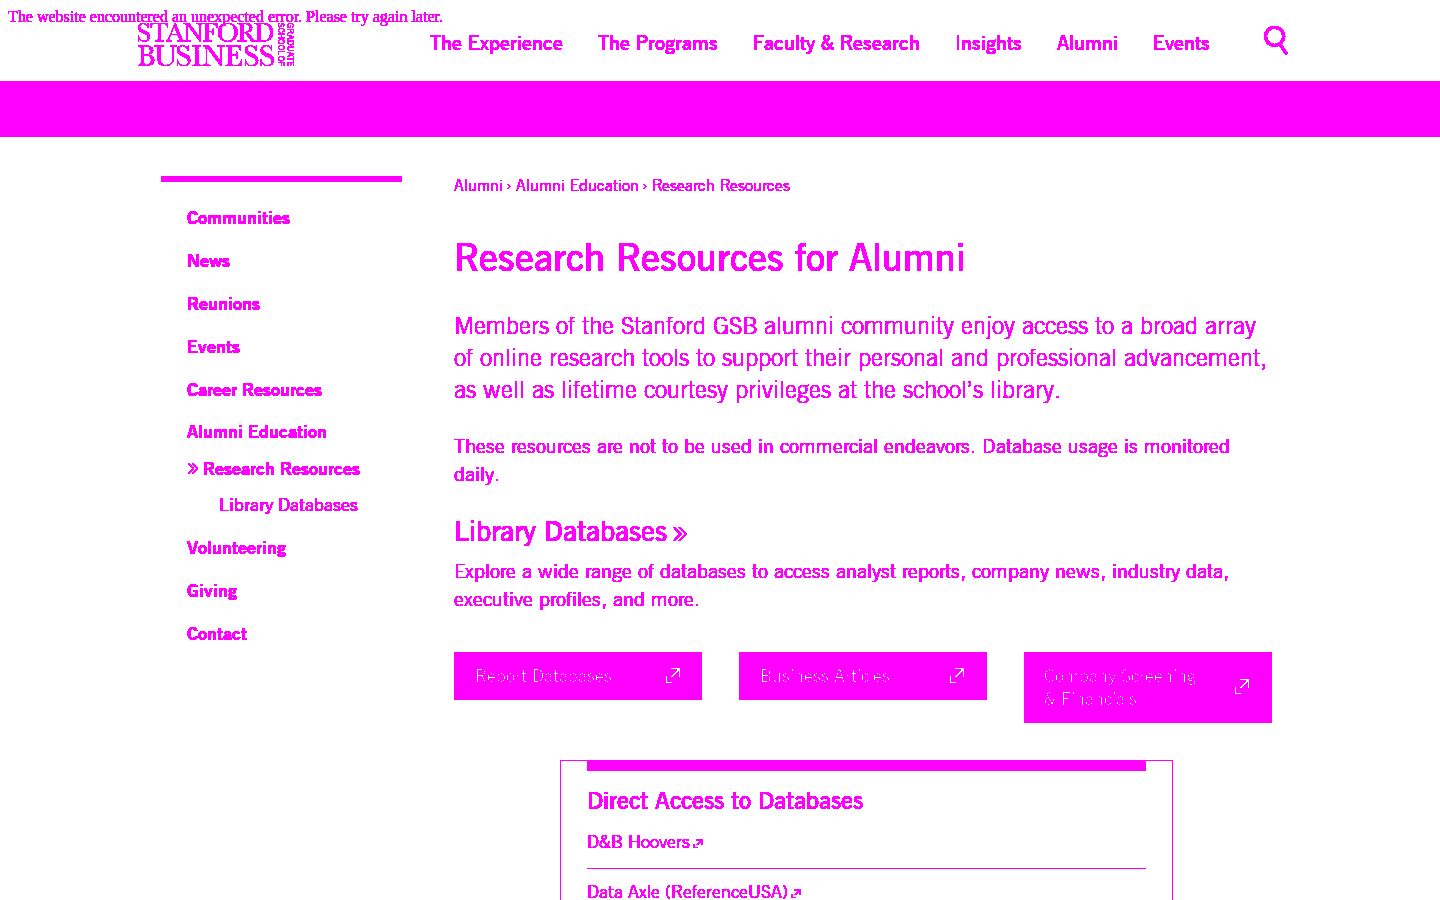 The website encountered an unexpected error. Please try again later.
STANFORD
BUSINESS
GRADUATE
SCHOOL OF
The Experience
The Programs
Faculty & Research
Insights
Alumni
Events
Communities
News
Reunions
Events
Career Resources
Alumni Education
» Research Resources
Library Databases
Volunteering
Giving
Contact
Alumni › Alumni Education › Research Resources
Research Resources for Alumni
Members of the Stanford GSB alumni community enjoy access to a broad array
of online research tools to support their personal and professional advancement,
as well as lifetime courtesy privileges at the school’s library.
These resources are not to be used in commercial endeavors. Database usage is monitored
daily.
Library Databases »
Explore a wide range of databases to access analyst reports, company news, industry data,
executive profiles, and more.
Report Databases
Business Articles
Company Screening
& Financials
Direct Access to Databases
D&B Hoovers
Data Axle (ReferenceUSA)